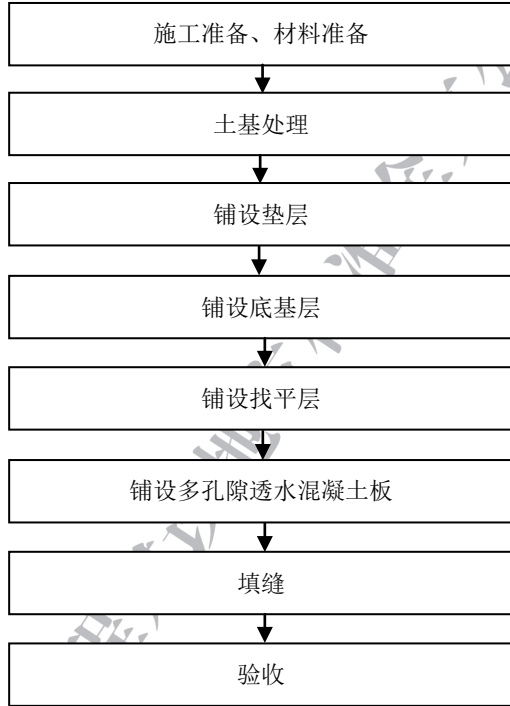 施工准备、材料准备
土基处理
铺设垫层
铺设底基层
铺设找平层
铺设多孔隙透水混凝土板
填缝
验收